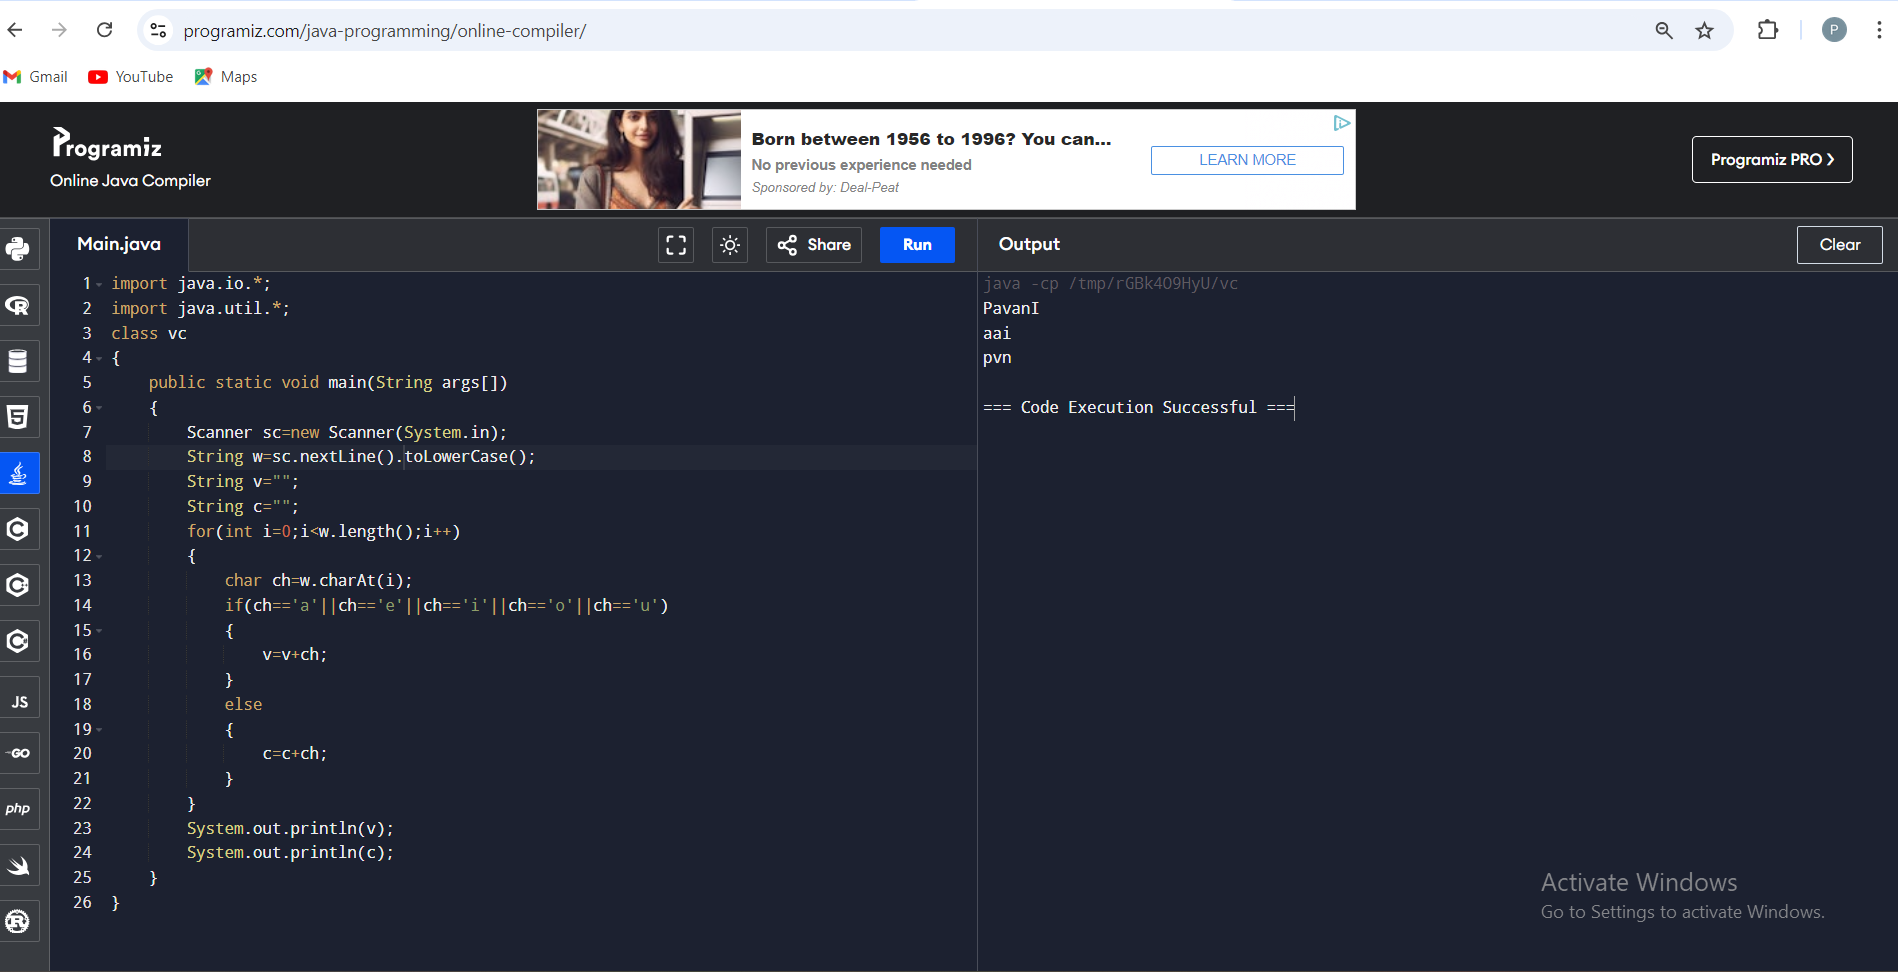 programiz.com/java-programming/online-compiler/
P
Gmail YouTube Maps
Programiz
Online Java Compiler
Born between 1956 to 1996? You can...
No previous experience needed
Sponsored by: Deal-Peat
LEARN MORE
Programiz PRO ❯
Main.java
Share
Run
Output
Clear
1 import java.io.*;
2 import java.util.*;
3 class vc
4 {
5     public static void main(String args[])
6     {
7         Scanner sc=new Scanner(System.in);
8         String w=sc.nextLine().toLowerCase();
9         String v="";
10         String c="";
11         for(int i=0;i<w.length();i++)
12         {
13             char ch=w.charAt(i);
14             if(ch=='a'||ch=='e'||ch=='i'||ch=='o'||ch=='u')
15             {
16                 v=v+ch;
17             }
18             else
19             {
20                 c=c+ch;
21             }
22         }
23         System.out.println(v);
24         System.out.println(c);
25     }
26 }
java -cp /tmp/rGBk4O9HyU/vc
PavanI
aai
pvn
=== Code Execution Successful ===
R
5
C
C
C
JS
GO
php
R
Activate Windows
Go to Settings to activate Windows.